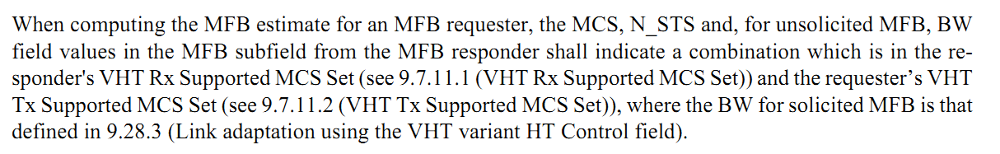 When computing the MFB estimate for an MFB requester, the MCS, N_STS and, for unsolicited MFB, BW
field values in the MFB subfield from the MFB responder shall indicate a combination which is in the re-
sponder's VHT Rx Supported MCS Set (see 9.7.11.1 (VHT Rx Supported MCS Set)) and the requester’s VHT
Tx Supported MCS Set (see 9.7.11.2 (VHT Tx Supported MCS Set)), where the BW for solicited MFB is that
defined in 9.28.3 (Link adaptation using the VHT variant HT Control field).